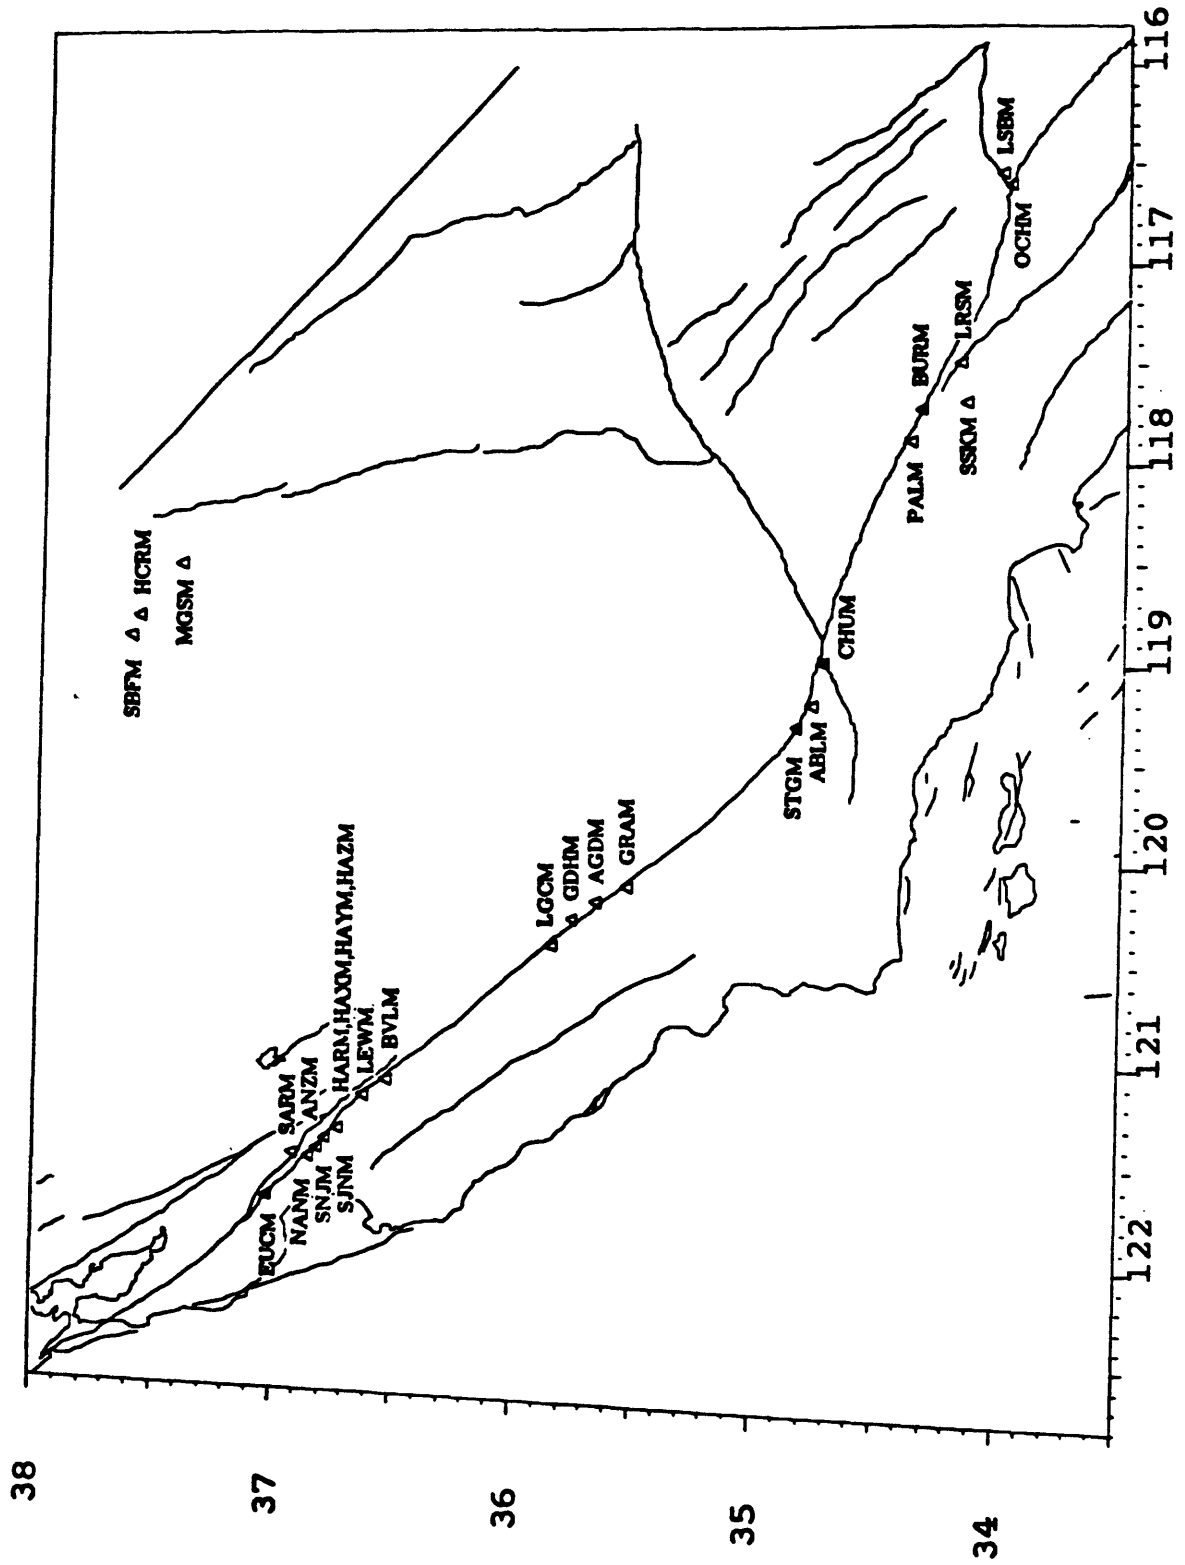 38
37
36
35
34
SBFM
HCRM
MGSM
SARM
ANZM
HARM,HAXM,HAYM,HAZM
LEWM
BVLM
EUCM
NANM
SNJM
SJNM
LGCM
GDHM
AGDM
GRAM
STGM
ABLM
CHUM
PALM
BURM
SSKM
LRSM
OCHM
LSBM
122
121
120
119
118
117
116